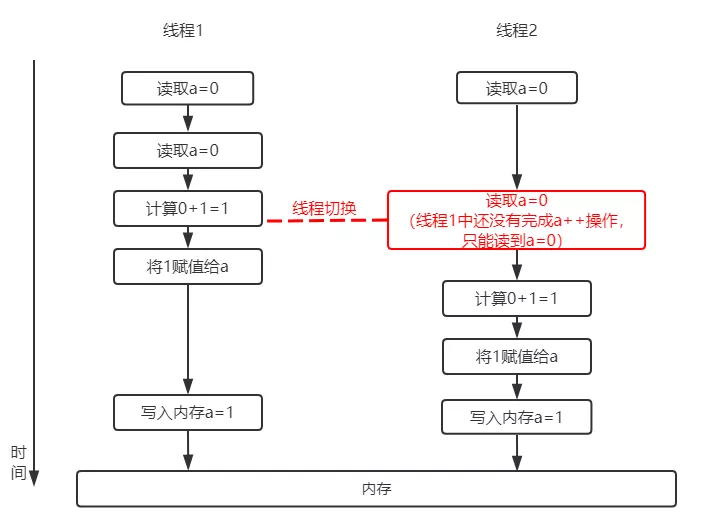 线程1
线程2
读取a=0
读取a=0
读取a=0
计算0+1=1
线程切换
读取a=0
（线程1中还没有完成a++操作，
只能读到a=0）
将1赋值给a
计算0+1=1
将1赋值给a
写入内存a=1
写入内存a=1
时
间
内存